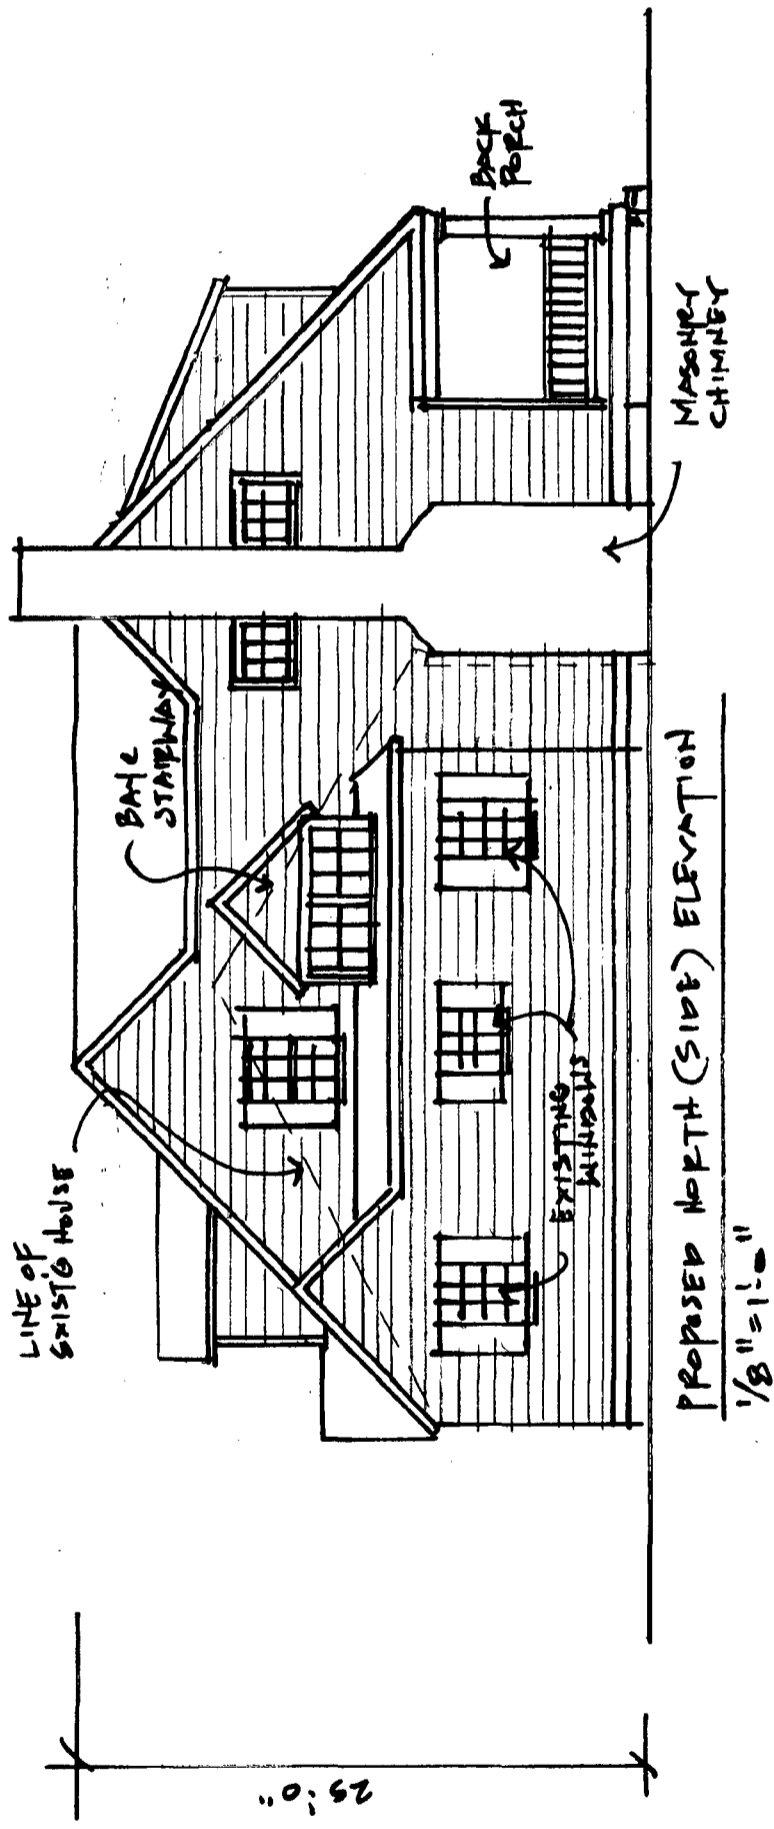 LINE OF
EXIST'G HOUSE
BAY @
STAIRWAY
BACK
PORCH
EXISTING
WINDOWS
MASONRY
CHIMNEY
25'-0"
PROPOSED NORTH (SIDE) ELEVATION
1/8" = 1'-0"